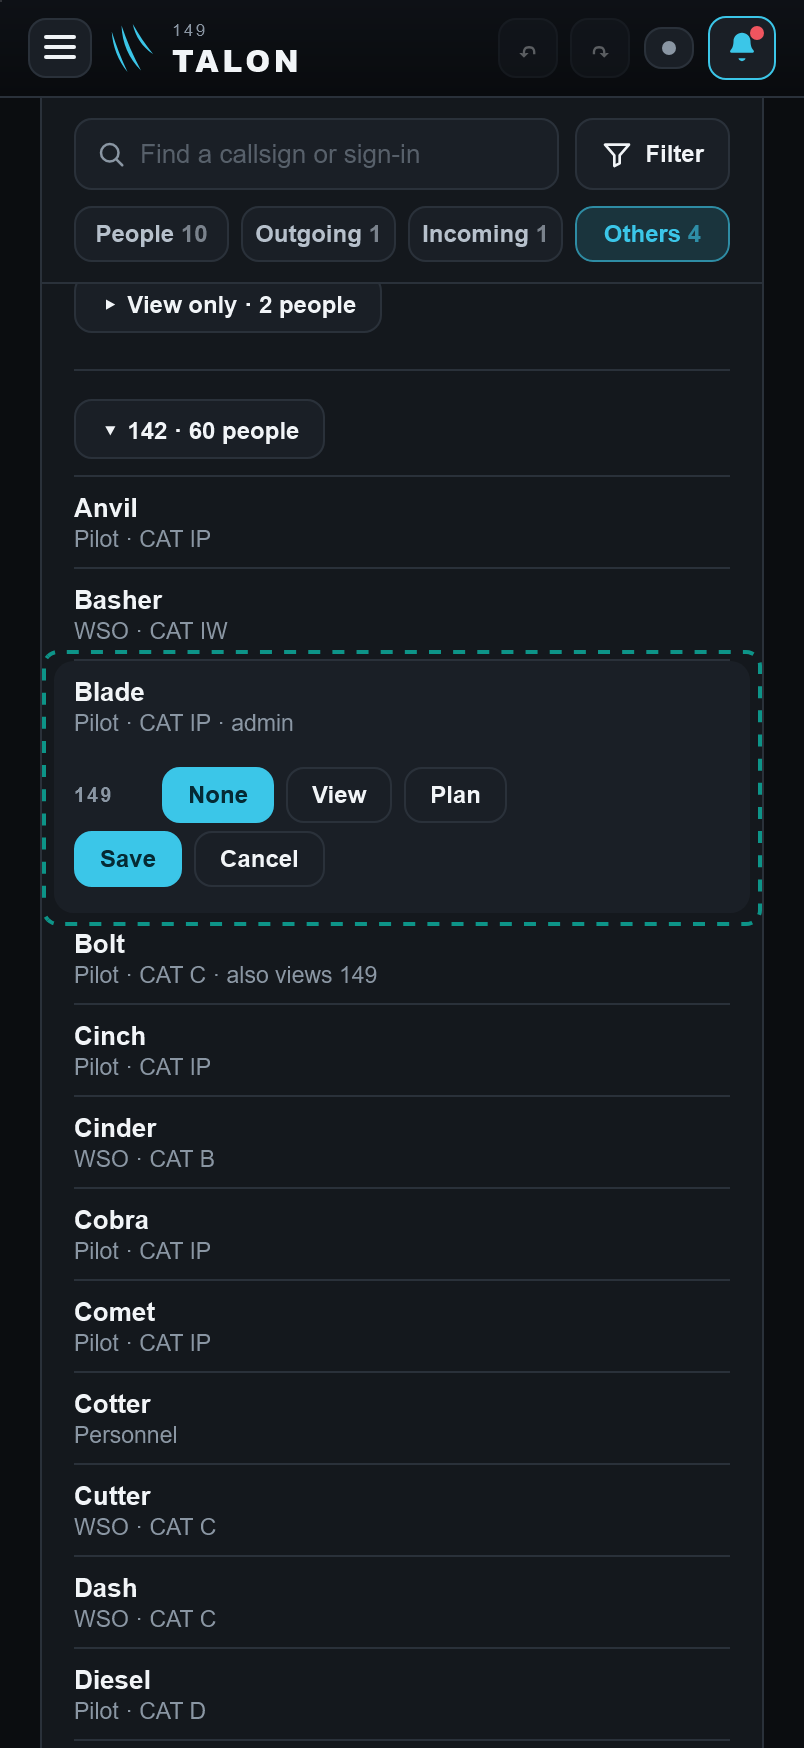 149
TALON
Find a callsign or sign-in
Filter
People 10
Outgoing 1
Incoming 1
Others 4
View only · 2 people
142 · 60 people
Anvil
Pilot · CAT IP
Basher
WSO · CAT IW
Blade
Pilot · CAT IP · admin
149 None View Plan
Save Cancel
Bolt
Pilot · CAT C · also views 149
Cinch
Pilot · CAT IP
Cinder
WSO · CAT B
Cobra
Pilot · CAT IP
Comet
Pilot · CAT IP
Cotter
Personnel
Cutter
WSO · CAT C
Dash
WSO · CAT C
Diesel
Pilot · CAT D